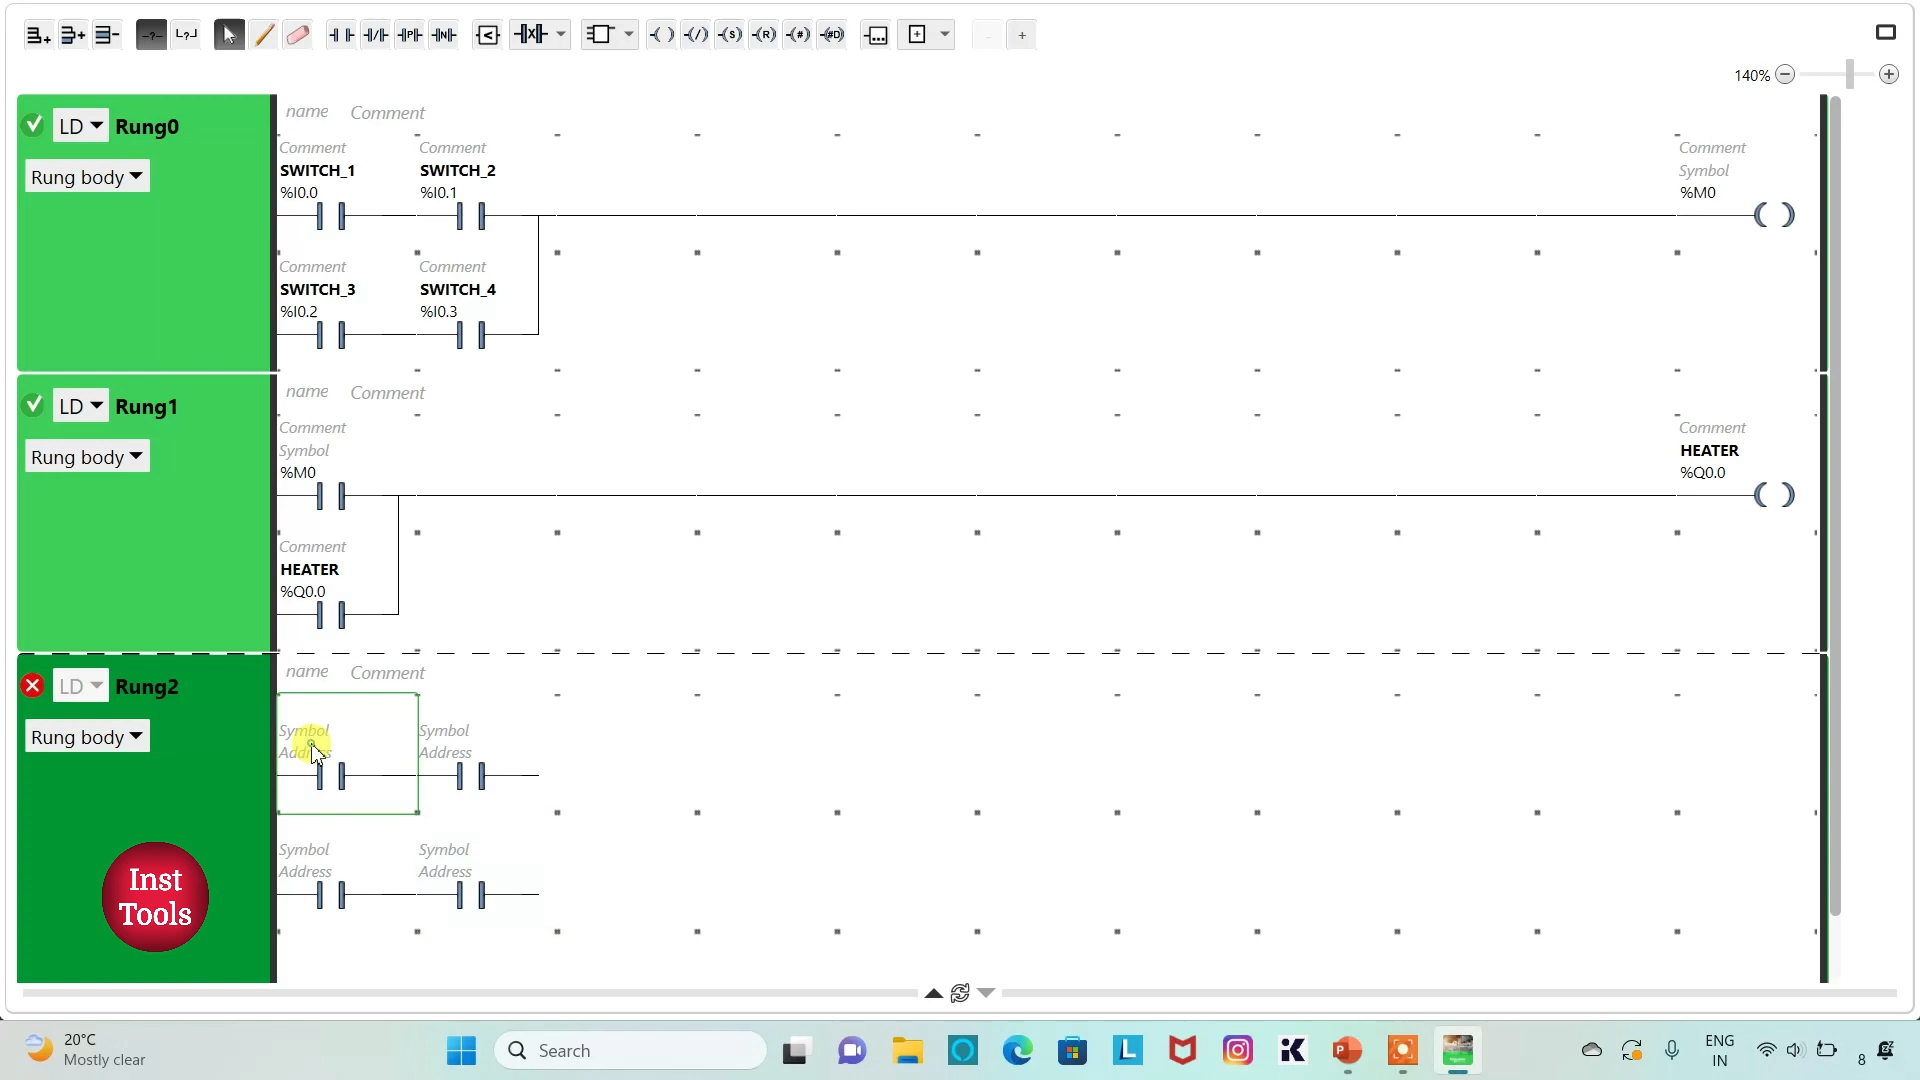 -?-
L?J
P
N
<
X
/
S
R
#
#D
140%
LD Rung0
Rung body
name Comment
Comment Comment Comment
SWITCH_1 SWITCH_2 Symbol
%I0.0 %I0.1 %M0
Comment Comment
SWITCH_3 SWITCH_4
%I0.2 %I0.3
LD Rung1
Rung body
name Comment
Comment Comment
Symbol HEATER
%M0 %Q0.0
Comment
HEATER
%Q0.0
LD Rung2
Rung body
name Comment
Symbol Symbol
Address Address
Symbol Symbol
Address Address
Inst
Tools
20°C
Mostly clear
Search
ENG
IN
8